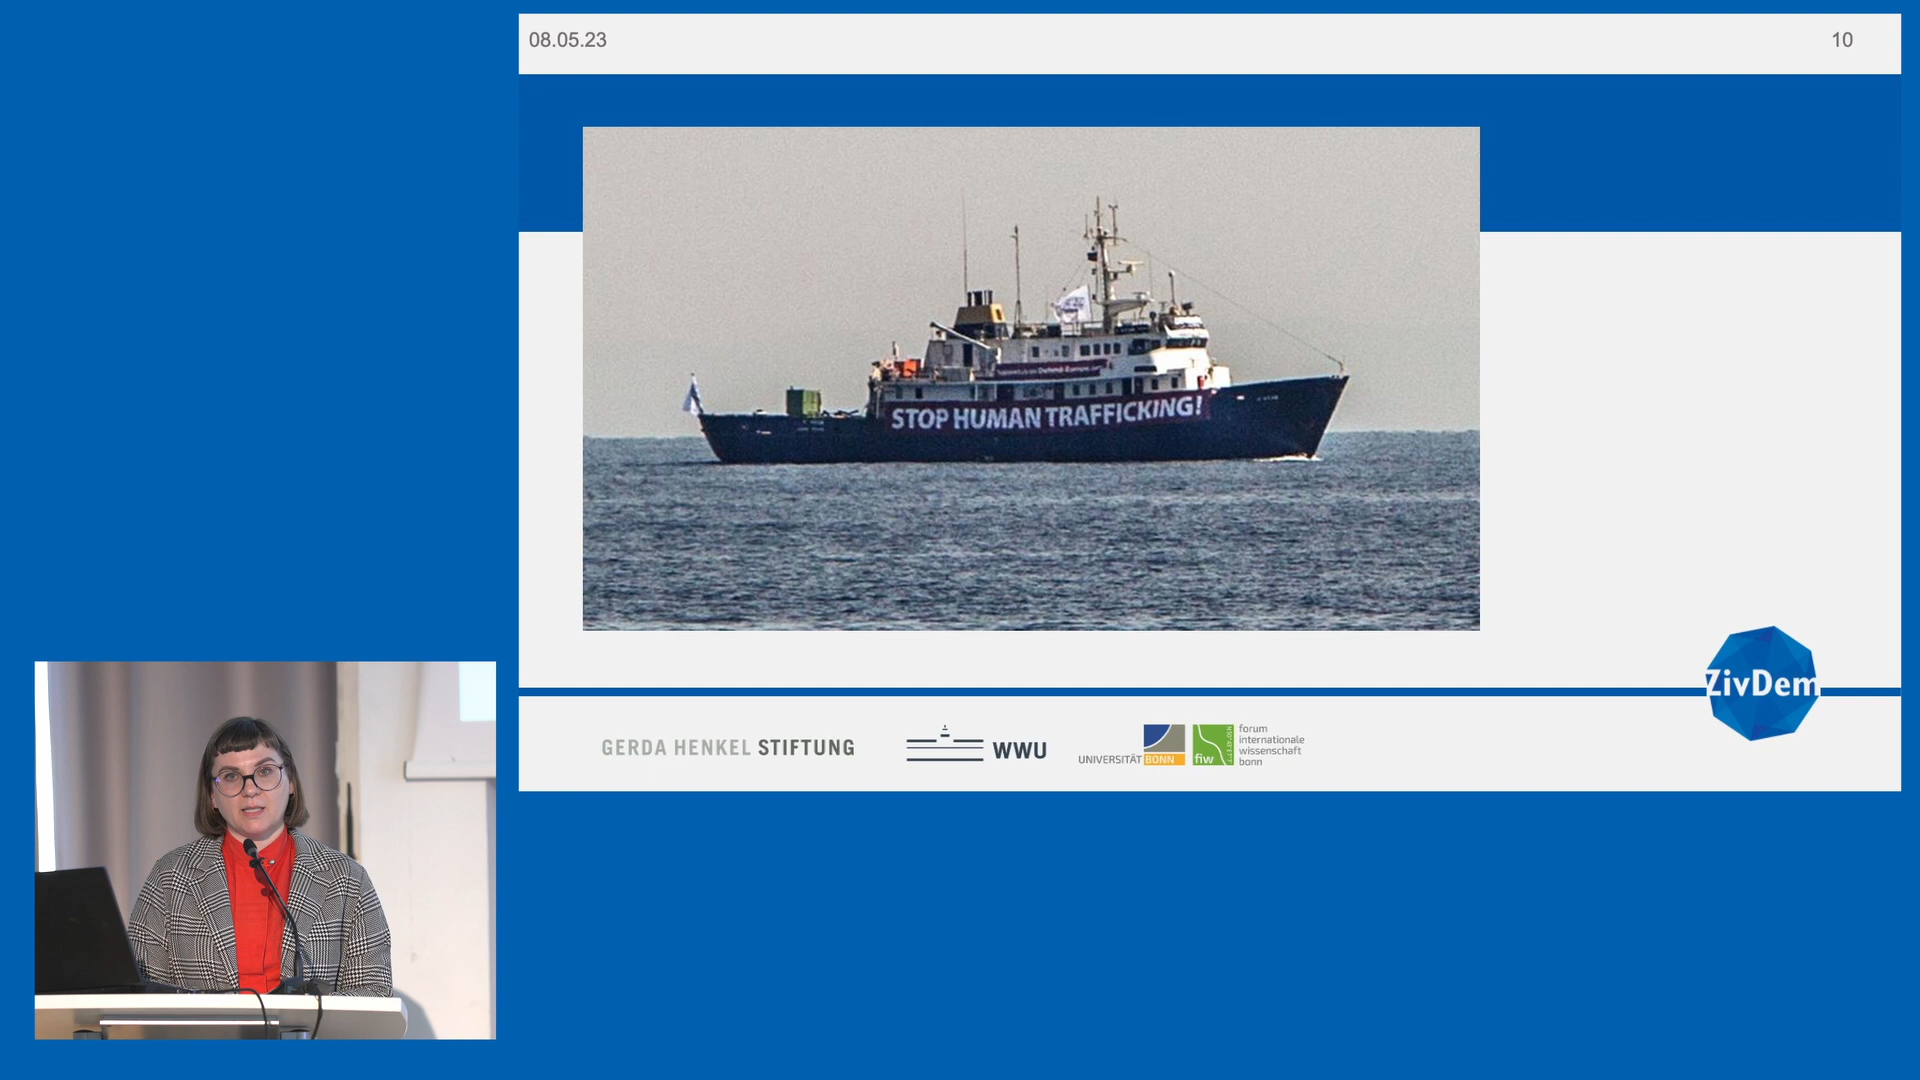 08.05.23
10
STOP HUMAN TRAFFICKING!
ZivDem
GERDA HENKEL STIFTUNG
WWU
UNIVERSITÄT BONN
fiw
forum
internationale
wissenschaft
bonn